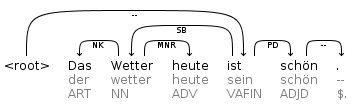 --
SB
NK MNR PD --
<root> Das Wetter heute ist schön .
der wetter heute sein schön --
ART NN ADV VAFIN ADJD $.